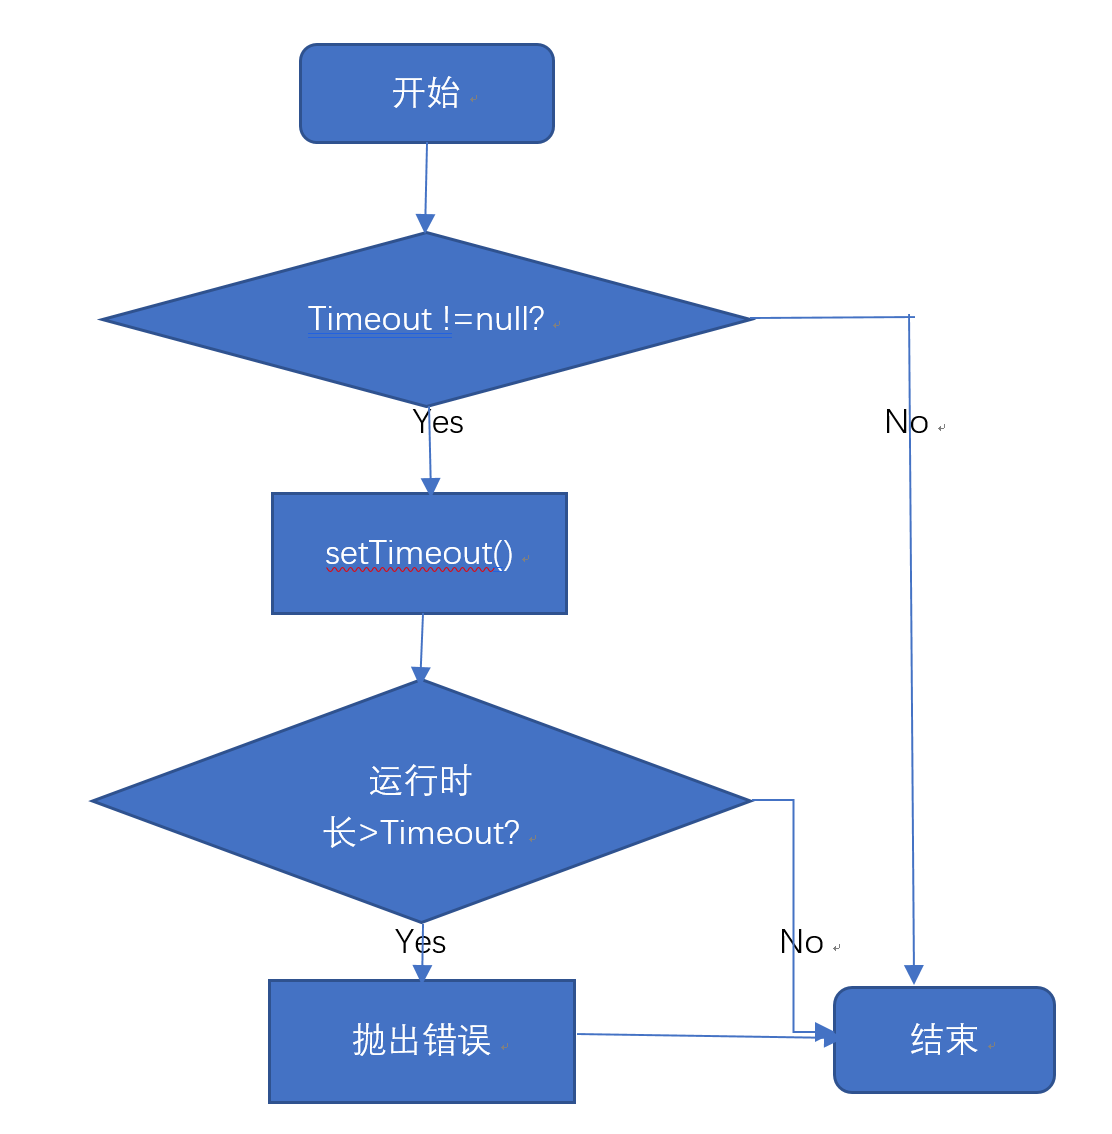 开始
Timeout !=null?
Yes
No
setTimeout()
运行时
长>Timeout?
Yes
No
抛出错误
结束